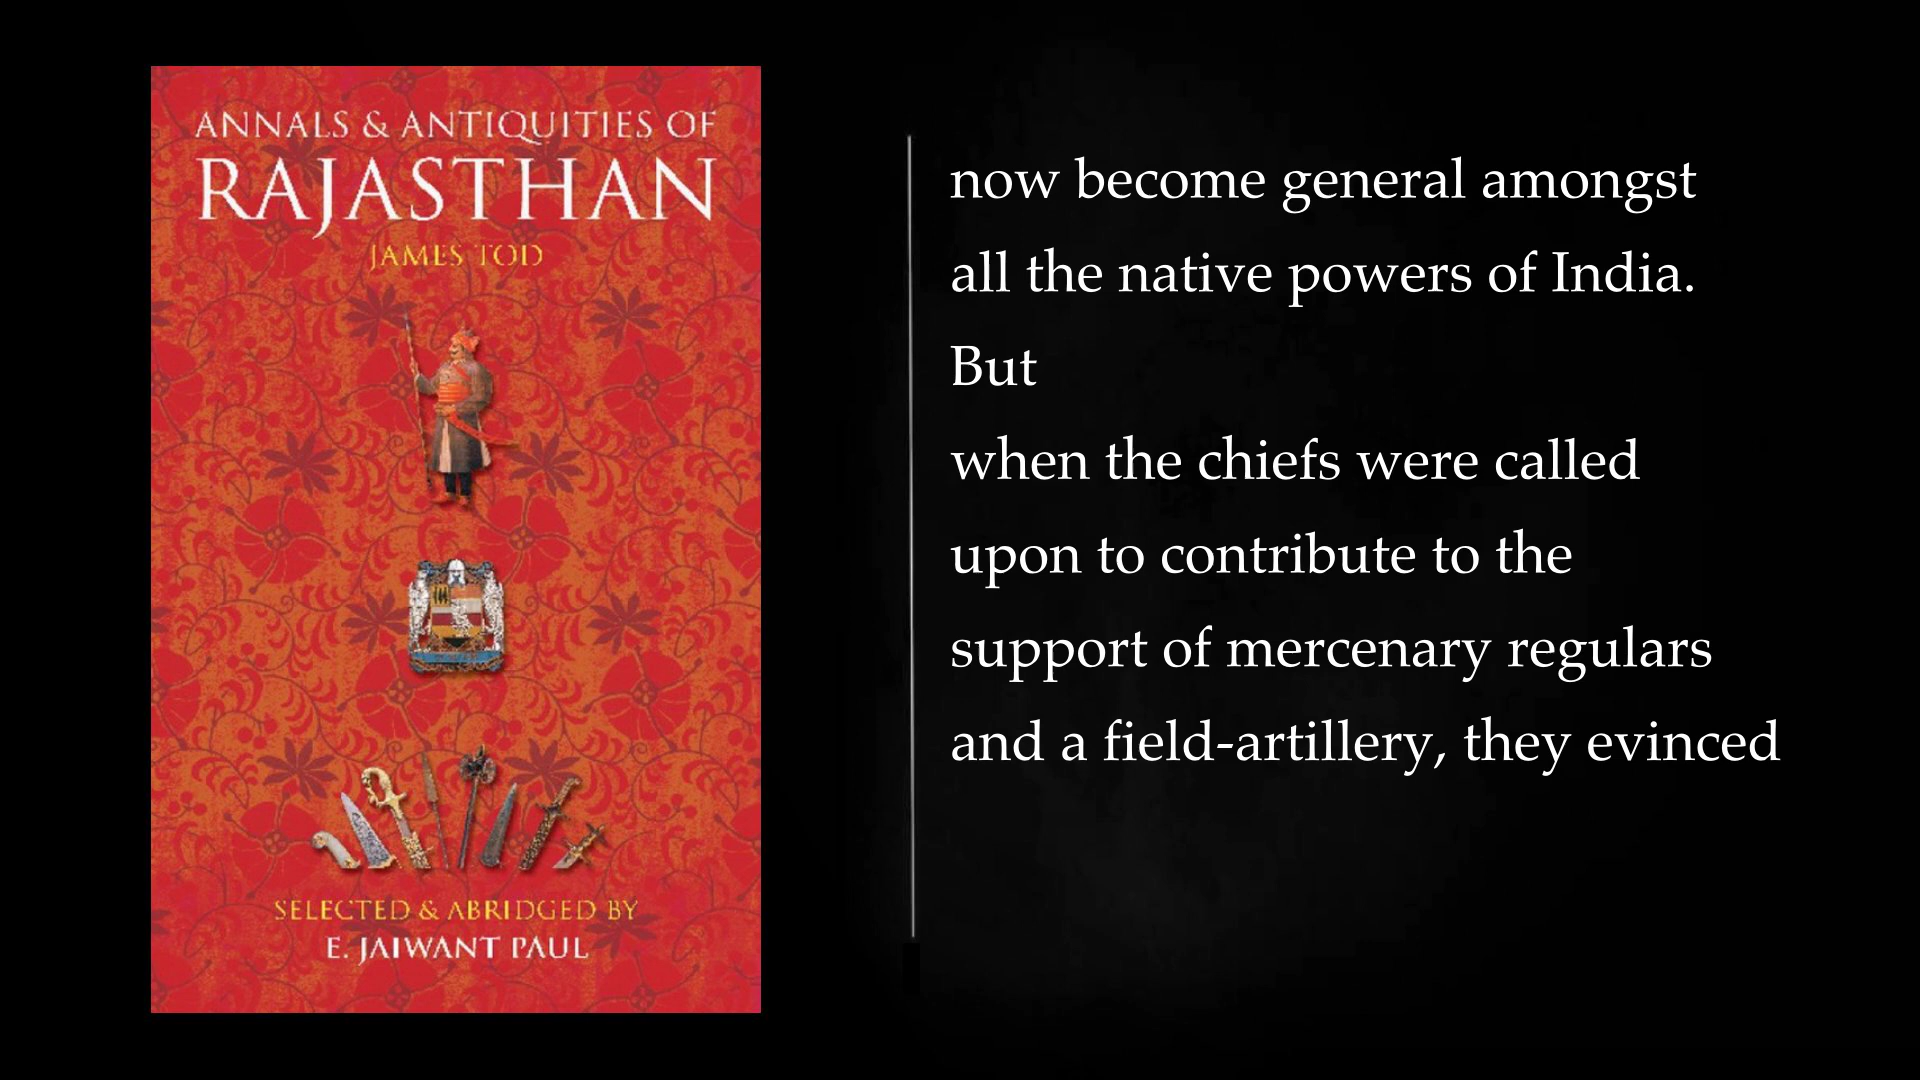 ANNALS & ANTIQUITIES OF
RAJASTHAN
JAMES TOD
SELECTED & ABRIDGED BY
E. JAIWANT PAUL
now become general amongst
all the native powers of India.
But
when the chiefs were called
upon to contribute to the
support of mercenary regulars
and a field-artillery, they evinced